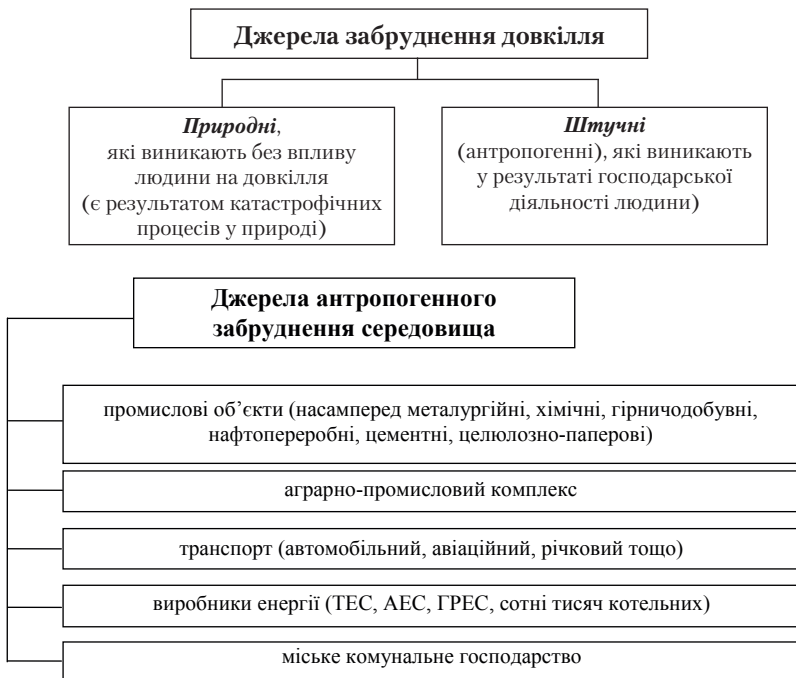 Джерела забруднення довкілля
Природні,
які виникають без впливу
людини на довкілля
(є результатом катастрофічних
процесів у природі)
Штучні
(антропогенні), які виникають
у результаті господарської
діяльності людини)
Джерела антропогенного
забруднення середовища
промислові об’єкти (насамперед металургійні, хімічні, гірничодобувні,
нафтопереробні, цементні, целюлозно-паперові)
аграрно-промисловий комплекс
транспорт (автомобільний, авіаційний, річковий тощо)
виробники енергії (ТЕС, АЕС, ГРЕС, сотні тисяч котельних)
міське комунальне господарство